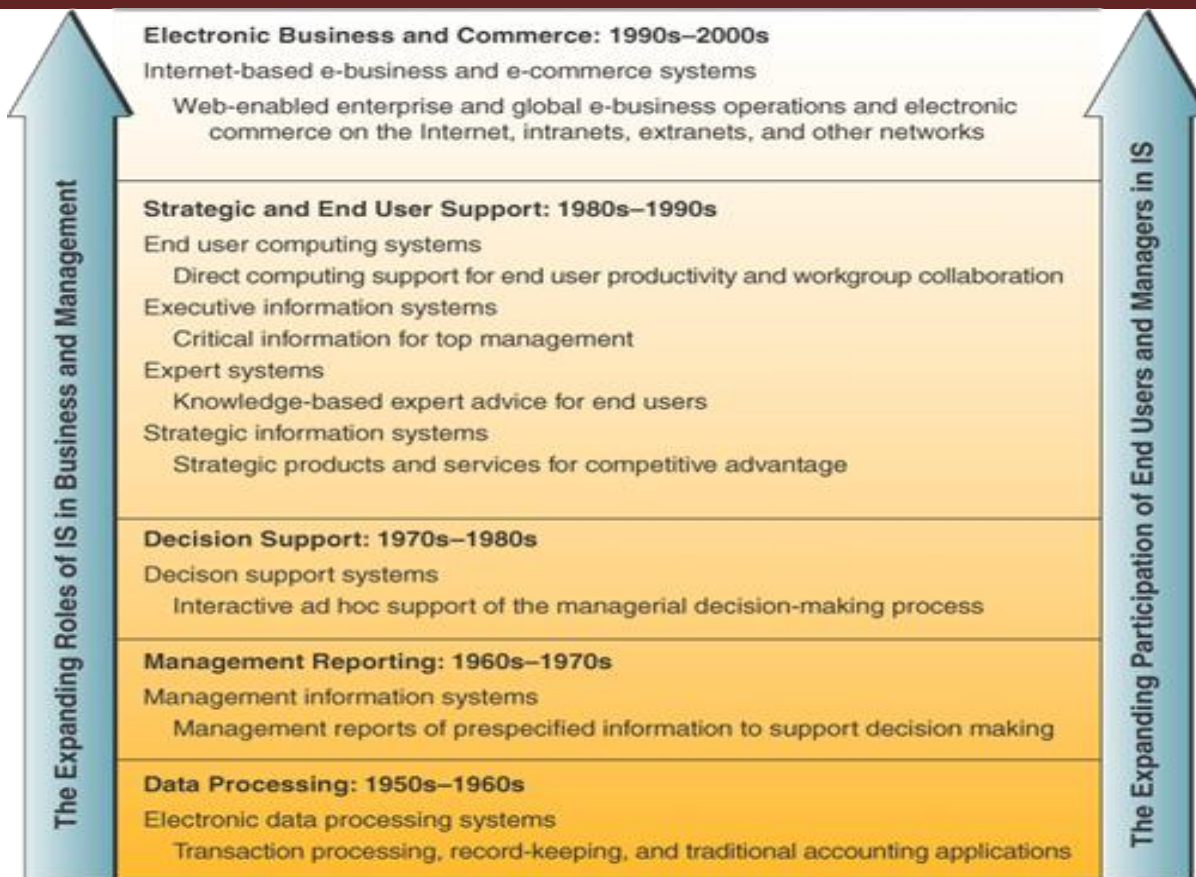 The Expanding Roles of IS in Business and Management
Electronic Business and Commerce: 1990s–2000s
Internet-based e-business and e-commerce systems
Web-enabled enterprise and global e-business operations and electronic
commerce on the Internet, intranets, extranets, and other networks
Strategic and End User Support: 1980s–1990s
End user computing systems
Direct computing support for end user productivity and workgroup collaboration
Executive information systems
Critical information for top management
Expert systems
Knowledge-based expert advice for end users
Strategic information systems
Strategic products and services for competitive advantage
Decision Support: 1970s–1980s
Decison support systems
Interactive ad hoc support of the managerial decision-making process
Management Reporting: 1960s–1970s
Management information systems
Management reports of prespecified information to support decision making
Data Processing: 1950s–1960s
Electronic data processing systems
Transaction processing, record-keeping, and traditional accounting applications
The Expanding Participation of End Users and Managers in IS